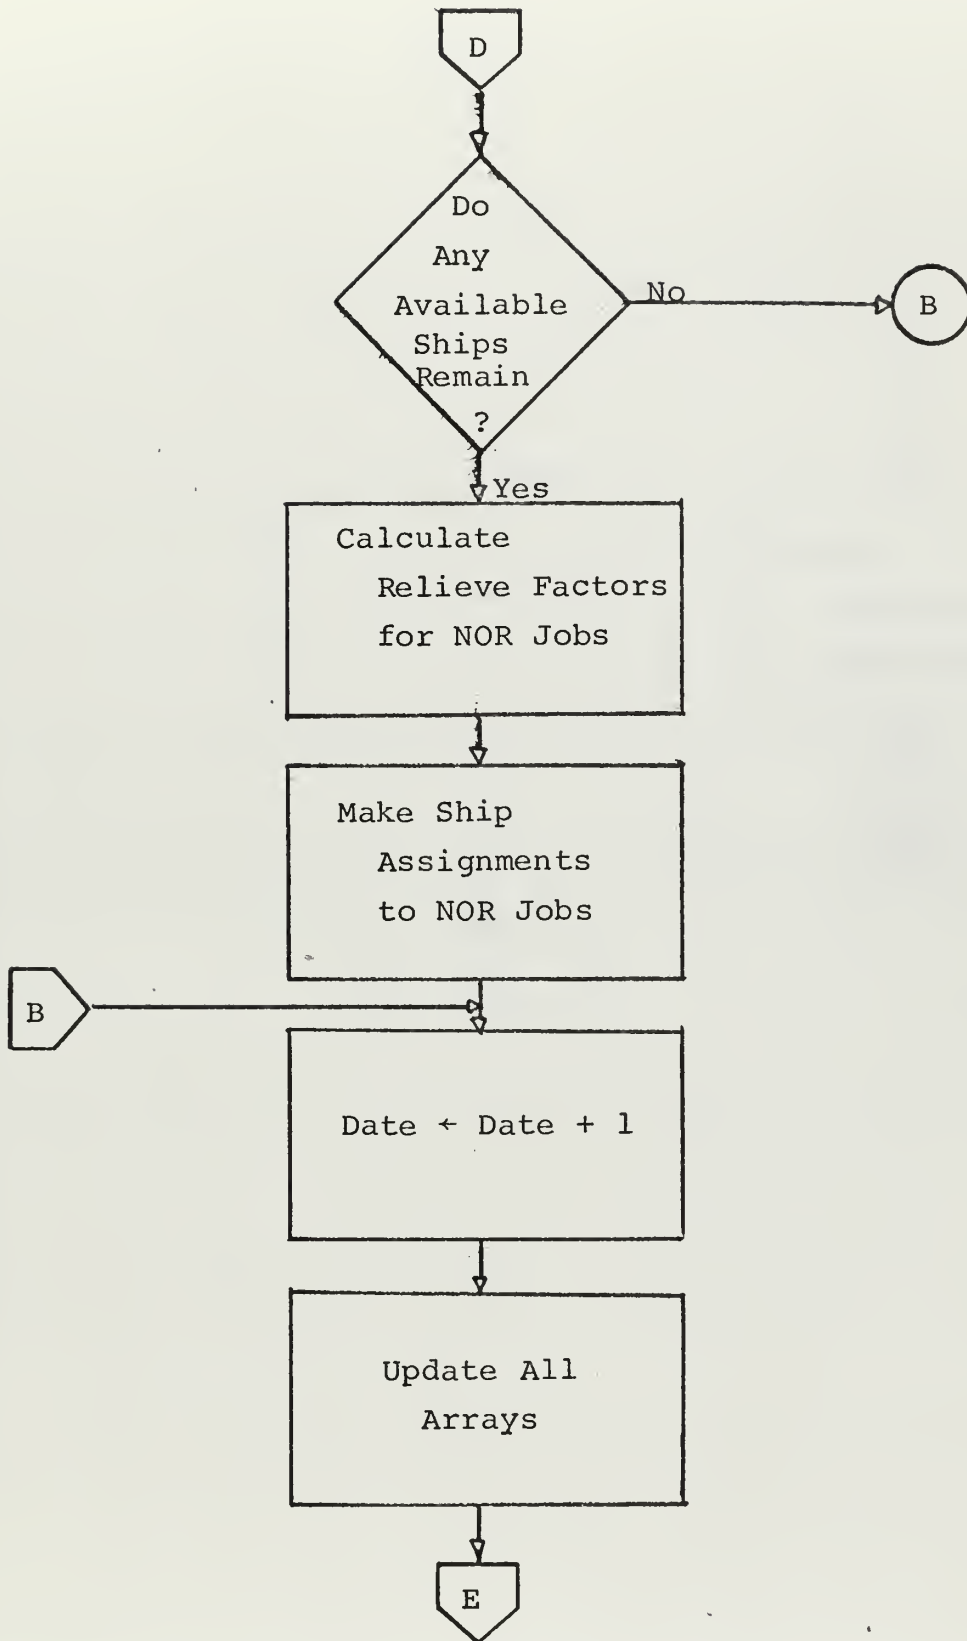 D
Do
Any
Available
Ships
Remain
?
No
B
Yes
Calculate
Relieve Factors
for NOR Jobs
Make Ship
Assignments
to NOR Jobs
B
Date ← Date + 1
Update All
Arrays
E